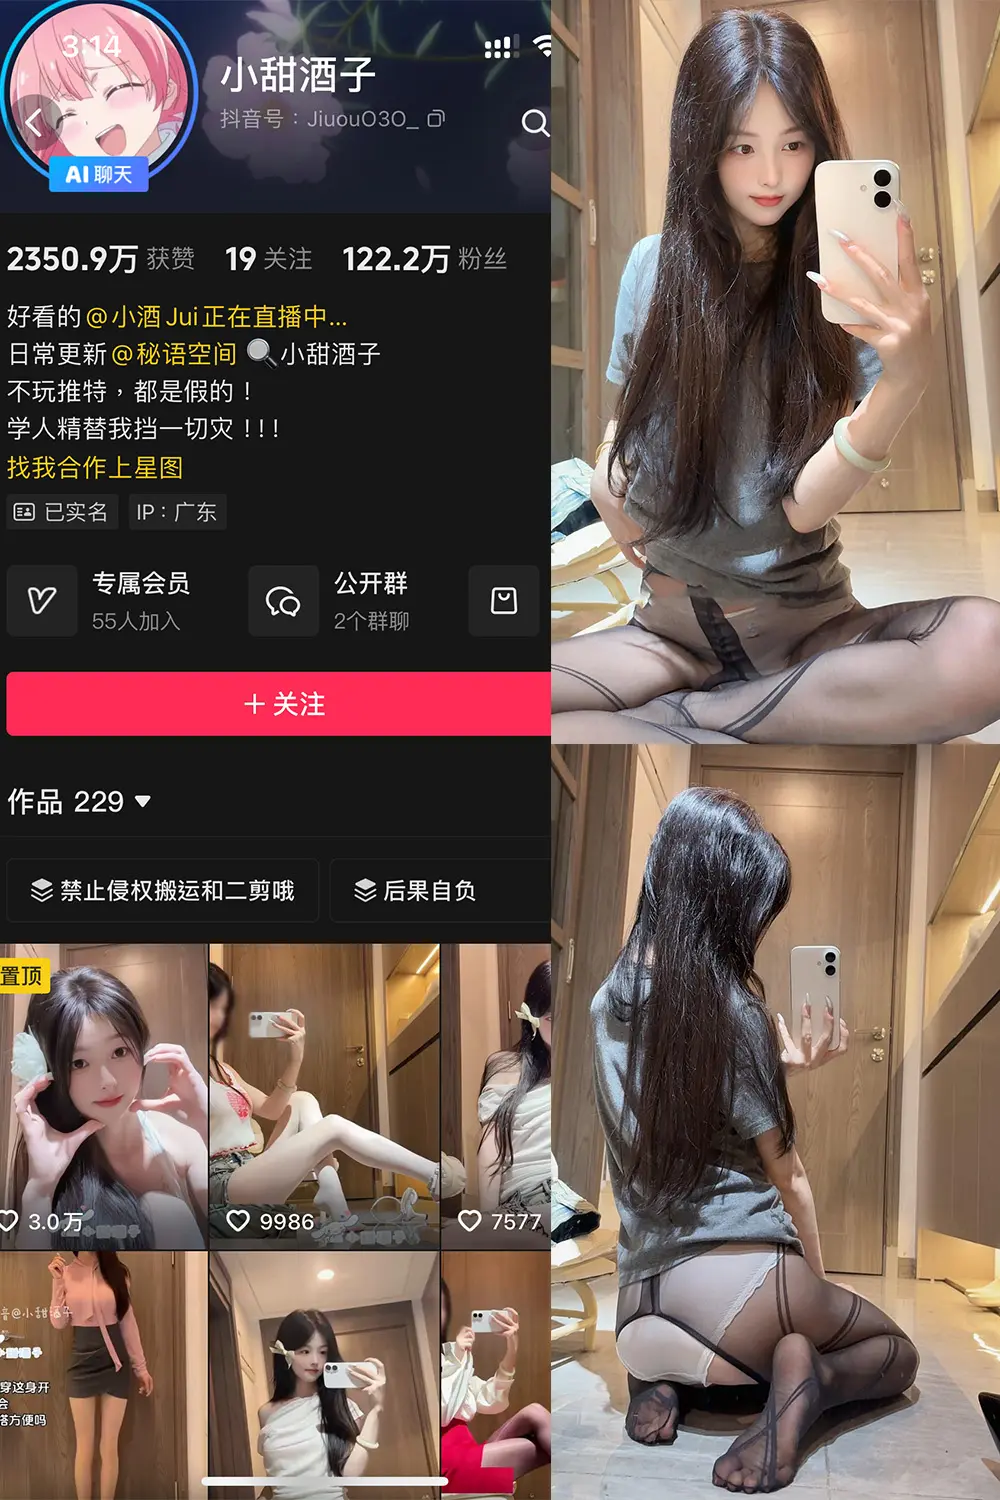 3:14
小甜酒子
抖音号：Jiuou030_
AI 聊天
2350.9万 获赞 19 关注 122.2万 粉丝
好看的@小酒Jui正在直播中...
日常更新@秘语空间 🔍小甜酒子
不玩推特，都是假的！
学人精替我挡一切灾!!!
找我合作上星图
已实名 IP：广东
专属会员 公开群
55人加入 2个群聊
＋关注
作品 229
禁止侵权搬运和二剪哦 后果自负
置顶
3.0万 9986 7577
音@小甜酒子
穿这身开
会
搭方便吗